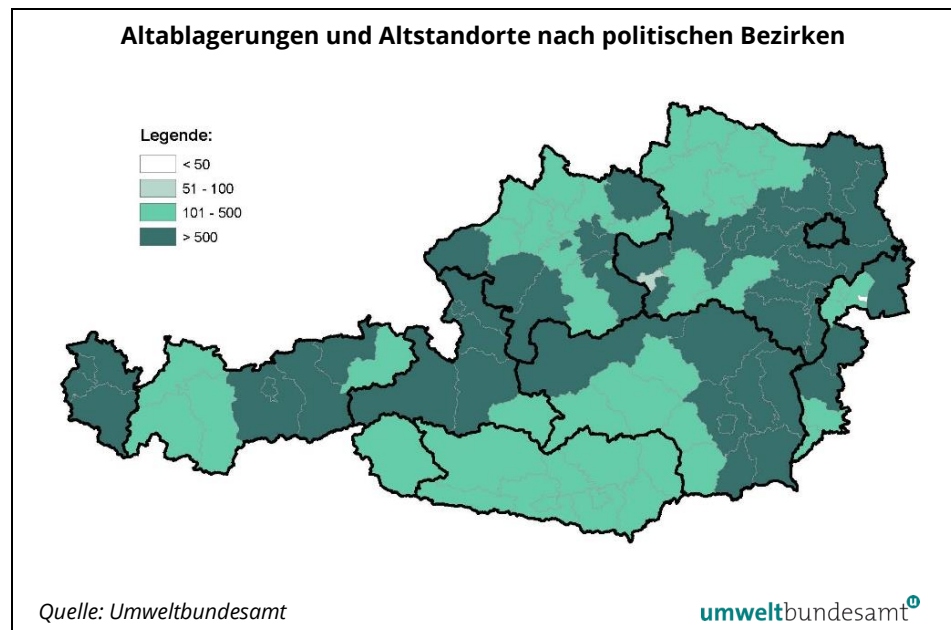 Altablagerungen und Altstandorte nach politischen Bezirken
Legende:
< 50
51 - 100
101 - 500
> 500
Quelle: Umweltbundesamt
umweltbundesamt
u